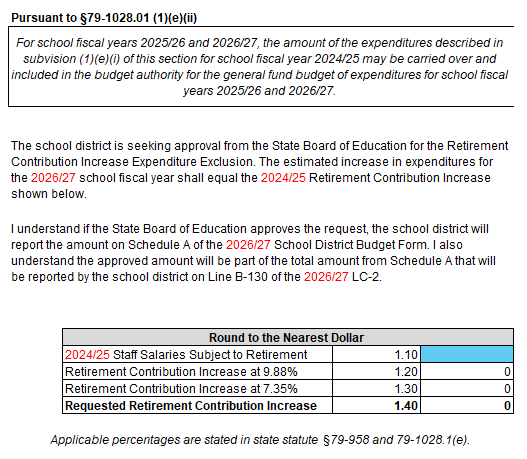 Pursuant to §79-1028.01 (1)(e)(ii)
For school fiscal years 2025/26 and 2026/27, the amount of the expenditures described in
subvision (1)(e)(i) of this section for school fiscal year 2024/25 may be carried over and
included in the budget authority for the general fund budget of expenditures for school fiscal
years 2025/26 and 2026/27.
The school district is seeking approval from the State Board of Education for the Retirement
Contribution Increase Expenditure Exclusion. The estimated increase in expenditures for
the 2026/27 school fiscal year shall equal the 2024/25 Retirement Contribution Increase
shown below.
I understand if the State Board of Education approves the request, the school district will
report the amount on Schedule A of the 2026/27 School District Budget Form. I also
understand the approved amount will be part of the total amount from Schedule A that will
be reported by the school district on Line B-130 of the 2026/27 LC-2.
Round to the Nearest Dollar
2024/25 Staff Salaries Subject to Retirement 1.10
Retirement Contribution Increase at 9.88% 1.20 0
Retirement Contribution Increase at 7.35% 1.30 0
Requested Retirement Contribution Increase 1.40 0
Applicable percentages are stated in state statute §79-958 and 79-1028.1(e).